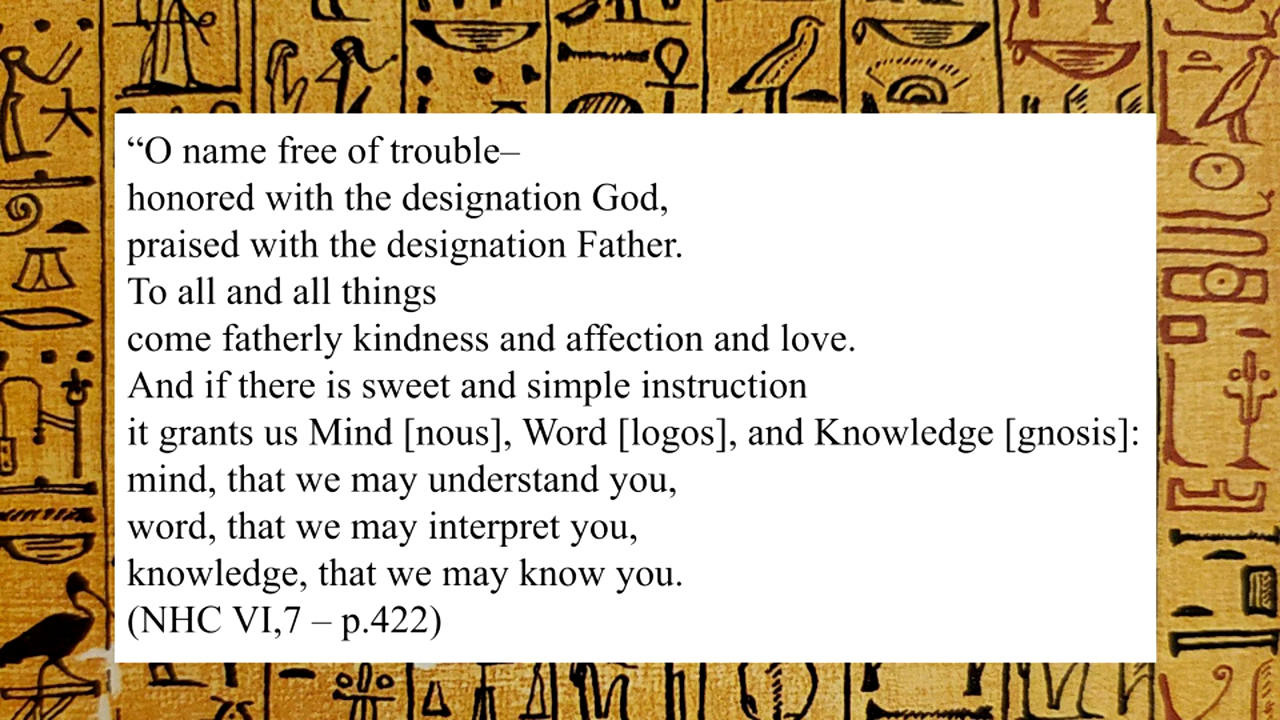 “O name free of trouble–
honored with the designation God,
praised with the designation Father.
To all and all things
come fatherly kindness and affection and love.
And if there is sweet and simple instruction
it grants us Mind [nous], Word [logos], and Knowledge [gnosis]:
mind, that we may understand you,
word, that we may interpret you,
knowledge, that we may know you.
(NHC VI,7 – p.422)